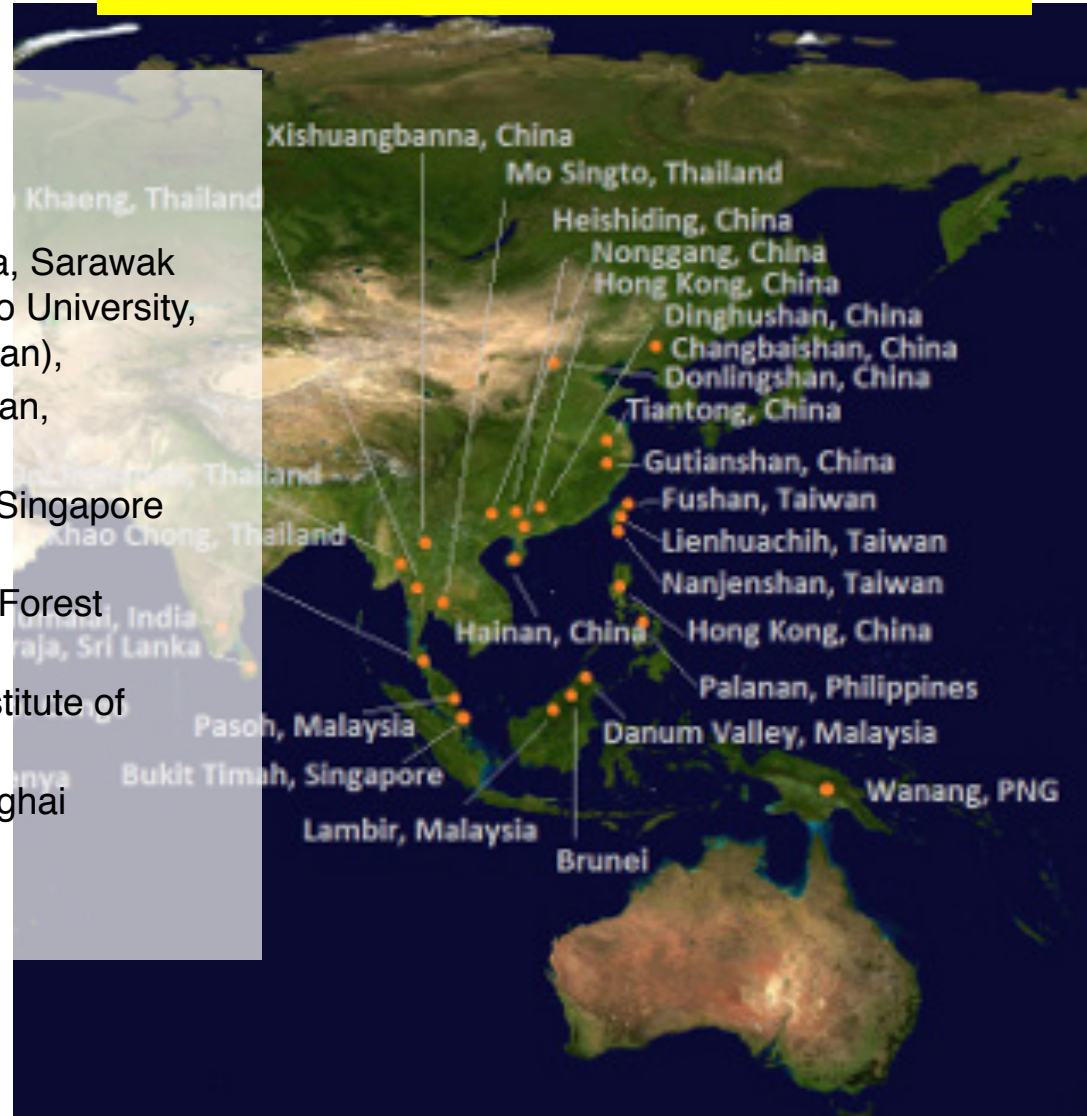 Xishuangbanna, China
Mo Singto, Thailand
Khaeng, Thailand
Heishiding, China
Nonggang, China
Hong Kong, China
Dinghushan, China
Changbaishan, China
Donlingshan, China
Tiantong, China
Gutianshan, China
Fushan, Taiwan
Lienhuachih, Taiwan
Nanjenshan, Taiwan
Hong Kong, China
Hainan, China
Palanan, Philippines
Danum Valley, Malaysia
Wanang, PNG
Pasoh, Malaysia
Bukit Timah, Singapore
Lambir, Malaysia
Brunei
a, Sarawak
o University,
an),
an,
Thailand
Singapore
Khao Chong, Thailand
Forest
India
raja, Sri Lanka
stitute of
enya
ghai